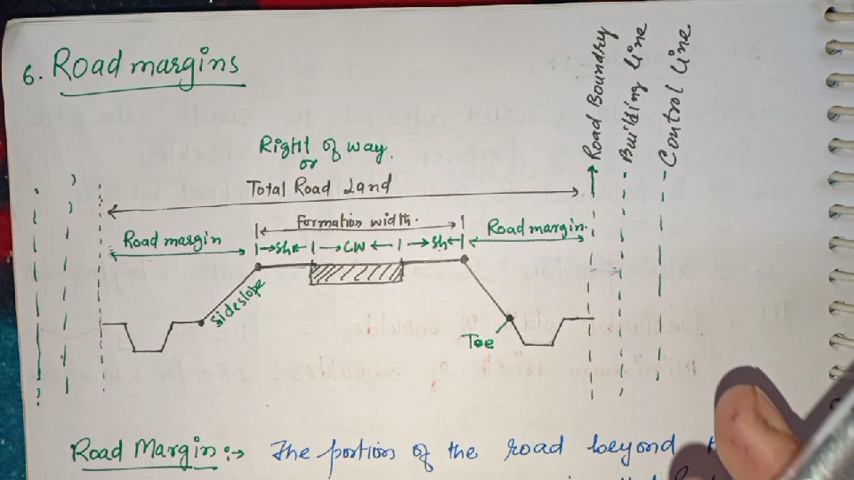 6. Road margins
Road Boundry
Building line
Control line
Right of way.
or
Total Road Land
Formation width.
Road margin
Sh
CW
Sh
Road margin.
Sideslope
Toe
Road Margin :→ The portion of the road beyond